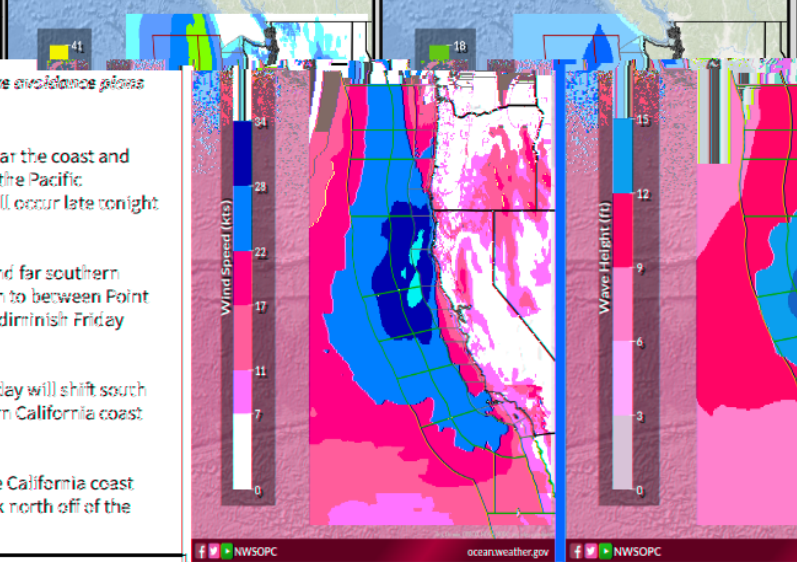 41
18
e avoidance plans
ar the coast and
the Pacific
ll occur late tonight
nd far southern
n to between Point
diminish Friday
day will shift south
rn California coast
e California coast
k north off of the
Wind Speed (kts)
34
28
22
17
11
7
0
Wave Height (ft)
15
12
9
6
3
0
NWSOPC
ocean.weather.gov
NWSOPC